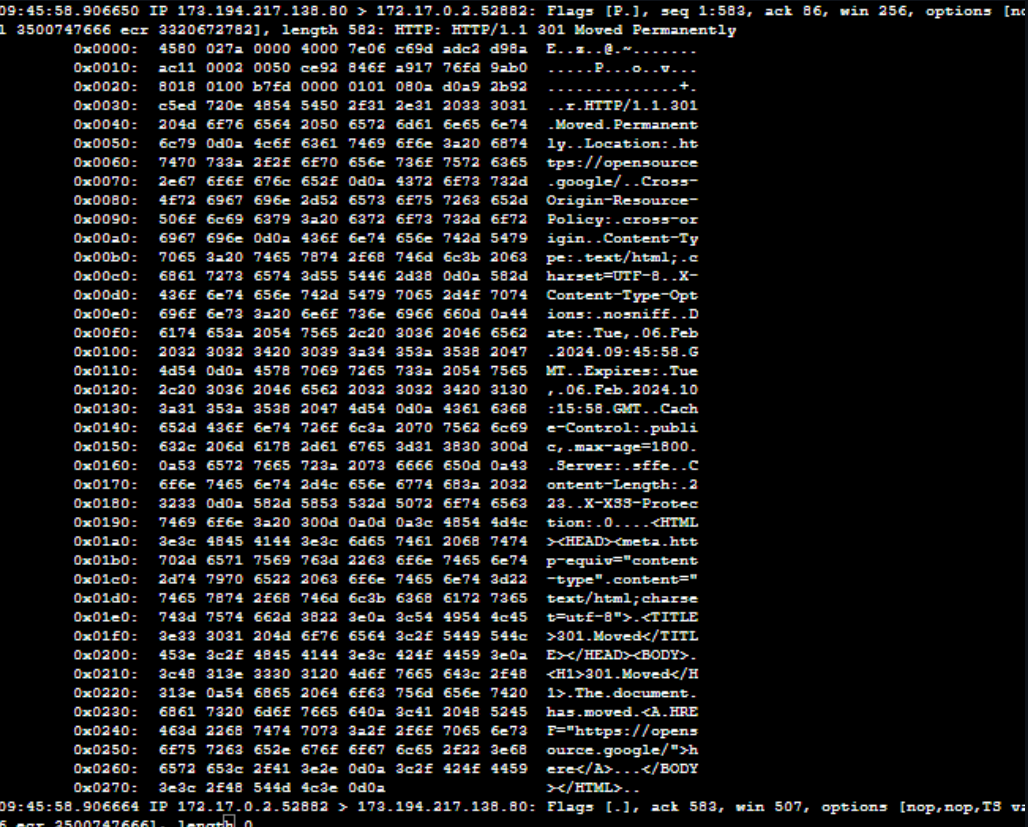 09:45:58.906650 IP 173.194.217.138.80 > 172.17.0.2.52882: Flags [P.], seq 1:583, ack 86, win 256, options [no
l 3500747666 ecr 3320672782], length 582: HTTP: HTTP/1.1 301 Moved Permanently
0x0000: 4580 027a 0000 4000 7e06 c69d adc2 d98a E..z..@.~.......
0x0010: ac11 0002 0050 ce92 846f a917 76fd 9ab0 .....P...o..v...
0x0020: 8018 0100 b7fd 0000 0101 080a d0a9 2b92 ..............+.
0x0030: c5ed 720e 4854 5450 2f31 2e31 2033 3031 ..r.HTTP/1.1.301
0x0040: 204d 6f76 6564 2050 6572 6d61 6e65 6e74 .Moved.Permanent
0x0050: 6c79 0d0a 4c6f 6361 7469 6f6e 3a20 6874 ly..Location:.ht
0x0060: 7470 733a 2f2f 6f70 656e 736f 7572 6365 tps://opensource
0x0070: 2e67 6f6f 676c 652f 0d0a 4372 6f73 732d .google/..Cross-
0x0080: 4f72 6967 696e 2d52 6573 6f75 7263 652d Origin-Resource-
0x0090: 506f 6c69 6379 3a20 6372 6f73 732d 6f72 Policy:.cross-or
0x00a0: 6967 696e 0d0a 436f 6e74 656e 742d 5479 igin..Content-Ty
0x00b0: 7065 3a20 7465 7874 2f68 746d 6c3b 2063 pe:.text/html;.c
0x00c0: 6861 7273 6574 3d55 5446 2d38 0d0a 582d harset=UTF-8..X-
0x00d0: 436f 6e74 656e 742d 5479 7065 2d4f 7074 Content-Type-Opt
0x00e0: 696f 6e73 3a20 6e6f 736e 6966 660d 0a44 ions:.nosniff..D
0x00f0: 6174 653a 2054 7565 2c20 3036 2046 6562 ate:.Tue,.06.Feb
0x0100: 2032 3032 3420 3039 3a34 353a 3538 2047 .2024.09:45:58.G
0x0110: 4d54 0d0a 4578 7069 7265 733a 2054 7565 MT..Expires:.Tue
0x0120: 2c20 3036 2046 6562 2032 3032 3420 3130 ,.06.Feb.2024.10
0x0130: 3a31 353a 3538 2047 4d54 0d0a 4361 6368 :15:58.GMT..Cach
0x0140: 652d 436f 6e74 726f 6c3a 2070 7562 6c69 e-Control:.publi
0x0150: 632c 206d 6178 2d61 6765 3d31 3830 300d c,.max-age=1800.
0x0160: 0a53 6572 7665 723a 2073 6666 650d 0a43 .Server:.sffe..C
0x0170: 6f6e 7465 6e74 2d4c 656e 6774 683a 2032 ontent-Length:.2
0x0180: 3233 0d0a 582d 5853 532d 5072 6f74 6563 23..X-XSS-Protec
0x0190: 7469 6f6e 3a20 300d 0a0d 0a3c 4854 4d4c tion:.0....<HTML
0x01a0: 3e3c 4845 4144 3e3c 6d65 7461 2068 7474 ><HEAD><meta.htt
0x01b0: 702d 6571 7569 763d 2263 6f6e 7465 6e74 p-equiv="content
0x01c0: 2d74 7970 6522 2063 6f6e 7465 6e74 3d22 -type".content="
0x01d0: 7465 7874 2f68 746d 6c3b 6368 6172 7365 text/html;charse
0x01e0: 743d 7574 662d 3822 3e0a 3c54 4954 4c45 t=utf-8">.<TITLE
0x01f0: 3e33 3031 204d 6f76 6564 3c2f 5449 544c >301.Moved</TITL
0x0200: 453e 3c2f 4845 4144 3e3c 424f 4459 3e0a E></HEAD><BODY>.
0x0210: 3c48 313e 3330 3120 4d6f 7665 643c 2f48 <H1>301.Moved</H
0x0220: 313e 0a54 6865 2064 6f63 756d 656e 7420 1>.The.document.
0x0230: 6861 7320 6d6f 7665 640a 3c41 2048 5245 has.moved.<A.HRE
0x0240: 463d 2268 7474 7073 3a2f 2f6f 7065 6e73 F="https://opens
0x0250: 6f75 7263 652e 676f 6f67 6c65 2f22 3e68 ource.google/">h
0x0260: 6572 653c 2f41 3e2e 0d0a 3c2f 424f 4459 ere</A>...</BODY
0x0270: 3e3c 2f48 544d 4c3e 0d0a ></HTML>..
09:45:58.906664 IP 172.17.0.2.52882 > 173.194.217.138.80: Flags [.], ack 583, win 507, options [nop,nop,TS va
6 ecr 3500747666], length 0